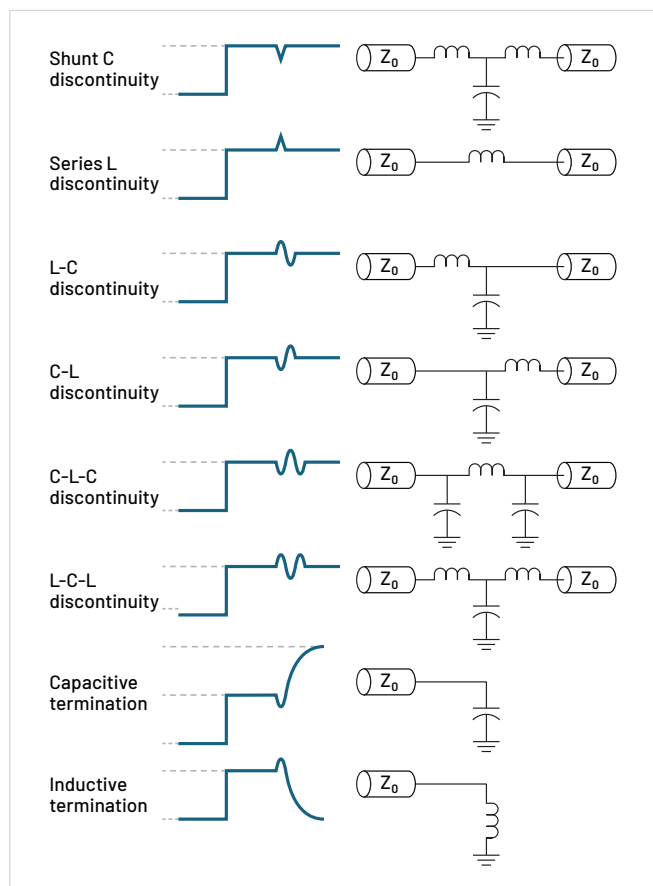 Shunt C
discontinuity
Z₀
Z₀
Series L
discontinuity
Z₀
Z₀
L-C
discontinuity
Z₀
Z₀
C-L
discontinuity
Z₀
Z₀
C-L-C
discontinuity
Z₀
Z₀
L-C-L
discontinuity
Z₀
Z₀
Capacitive
termination
Z₀
Inductive
termination
Z₀